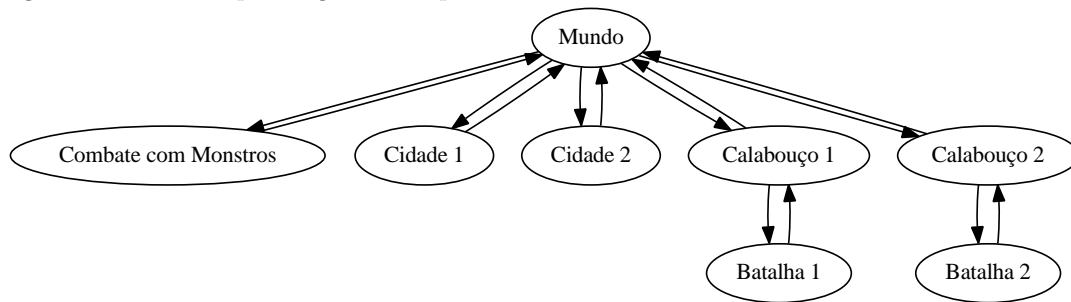 Mundo
Combate com Monstros
Cidade 1
Cidade 2
Calabouço 1
Calabouço 2
Batalha 1
Batalha 2